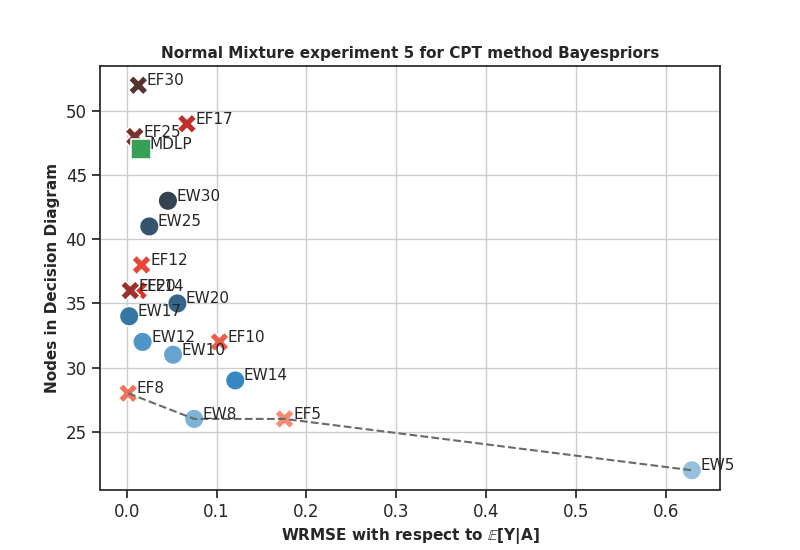 Normal Mixture experiment 5 for CPT method Bayespriors
Nodes in Decision Diagram
50
45
40
35
30
25
EF30
EF17
EF25
MDLP
EW30
EW25
EF12
EF20
EF14
EW20
EW17
EW12
EF10
EW10
EW14
EF8
EW8
EF5
EW5
0.0 0.1 0.2 0.3 0.4 0.5 0.6
WRMSE with respect to 𝔼[Y|A]